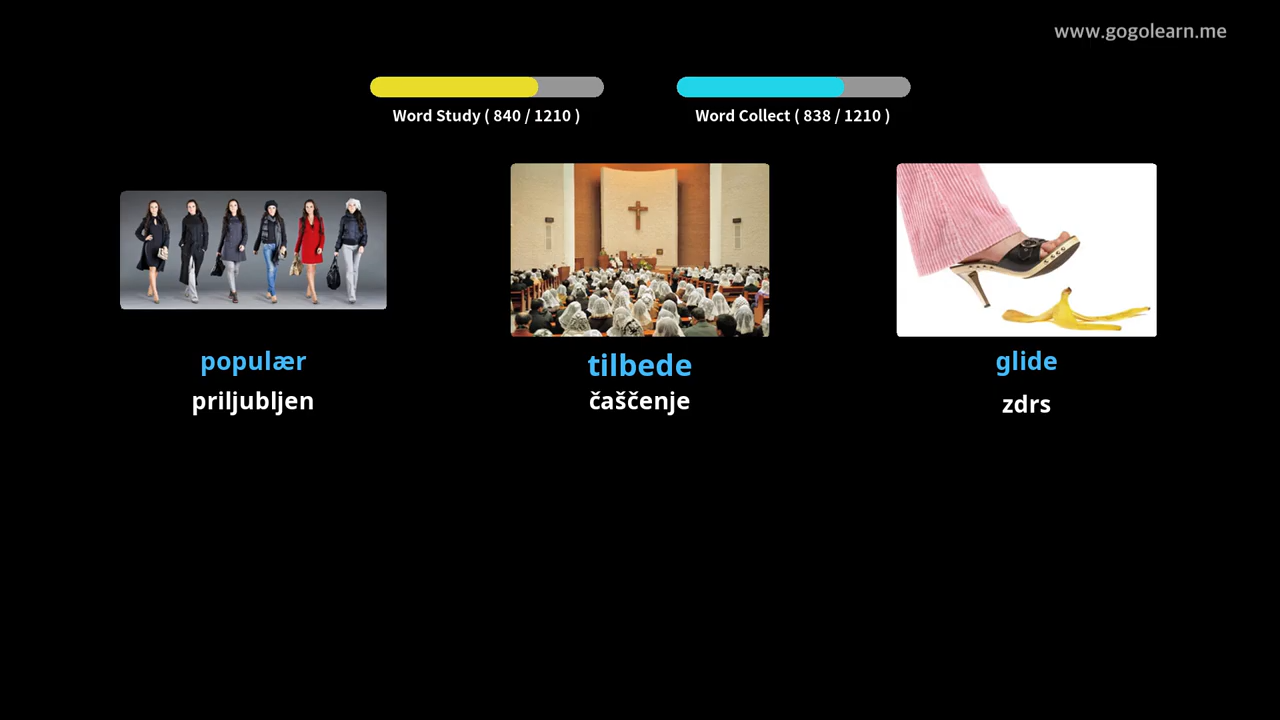 www.gogolearn.me
Word Study ( 840 / 1210 )
Word Collect ( 838 / 1210 )
populær
priljubljen
tilbede
čaščenje
glide
zdrs